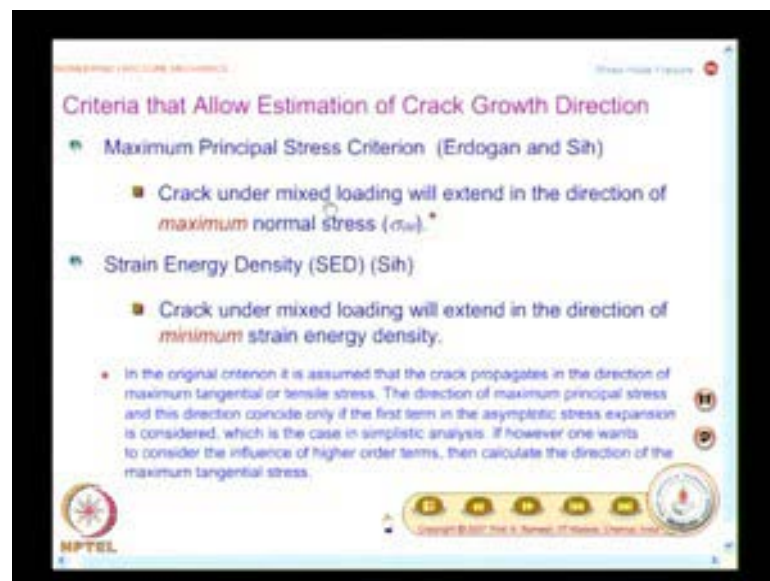 Criteria that Allow Estimation of Crack Growth Direction
Maximum Principal Stress Criterion (Erdogan and Sih)
Crack under mixed loading will extend in the direction of
maximum normal stress (
).*
Strain Energy Density (SED) (Sih)
Crack under mixed loading will extend in the direction of
minimum strain energy density.
In the original criterion it is assumed that the crack propagates in the direction of
maximum tangential or tensile stress. The direction of maximum principal stress
and this direction coincide only if the first term in the asymptotic stress expansion
is considered, which is the case in simplistic analysis. If however one wants
to consider the influence of higher order terms, then calculate the direction of the
maximum tangential stress.
NPTEL